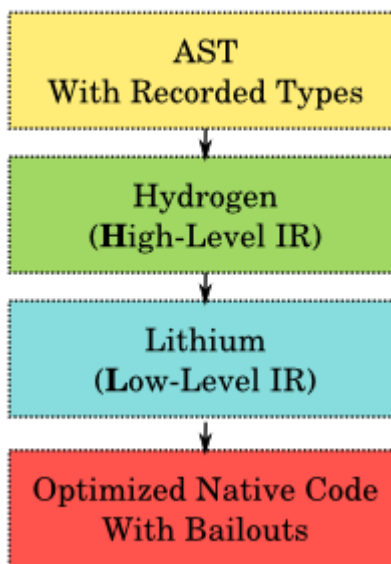 AST
With Recorded Types
Hydrogen
(High-Level IR)
Lithium
(Low-Level IR)
Optimized Native Code
With Bailouts